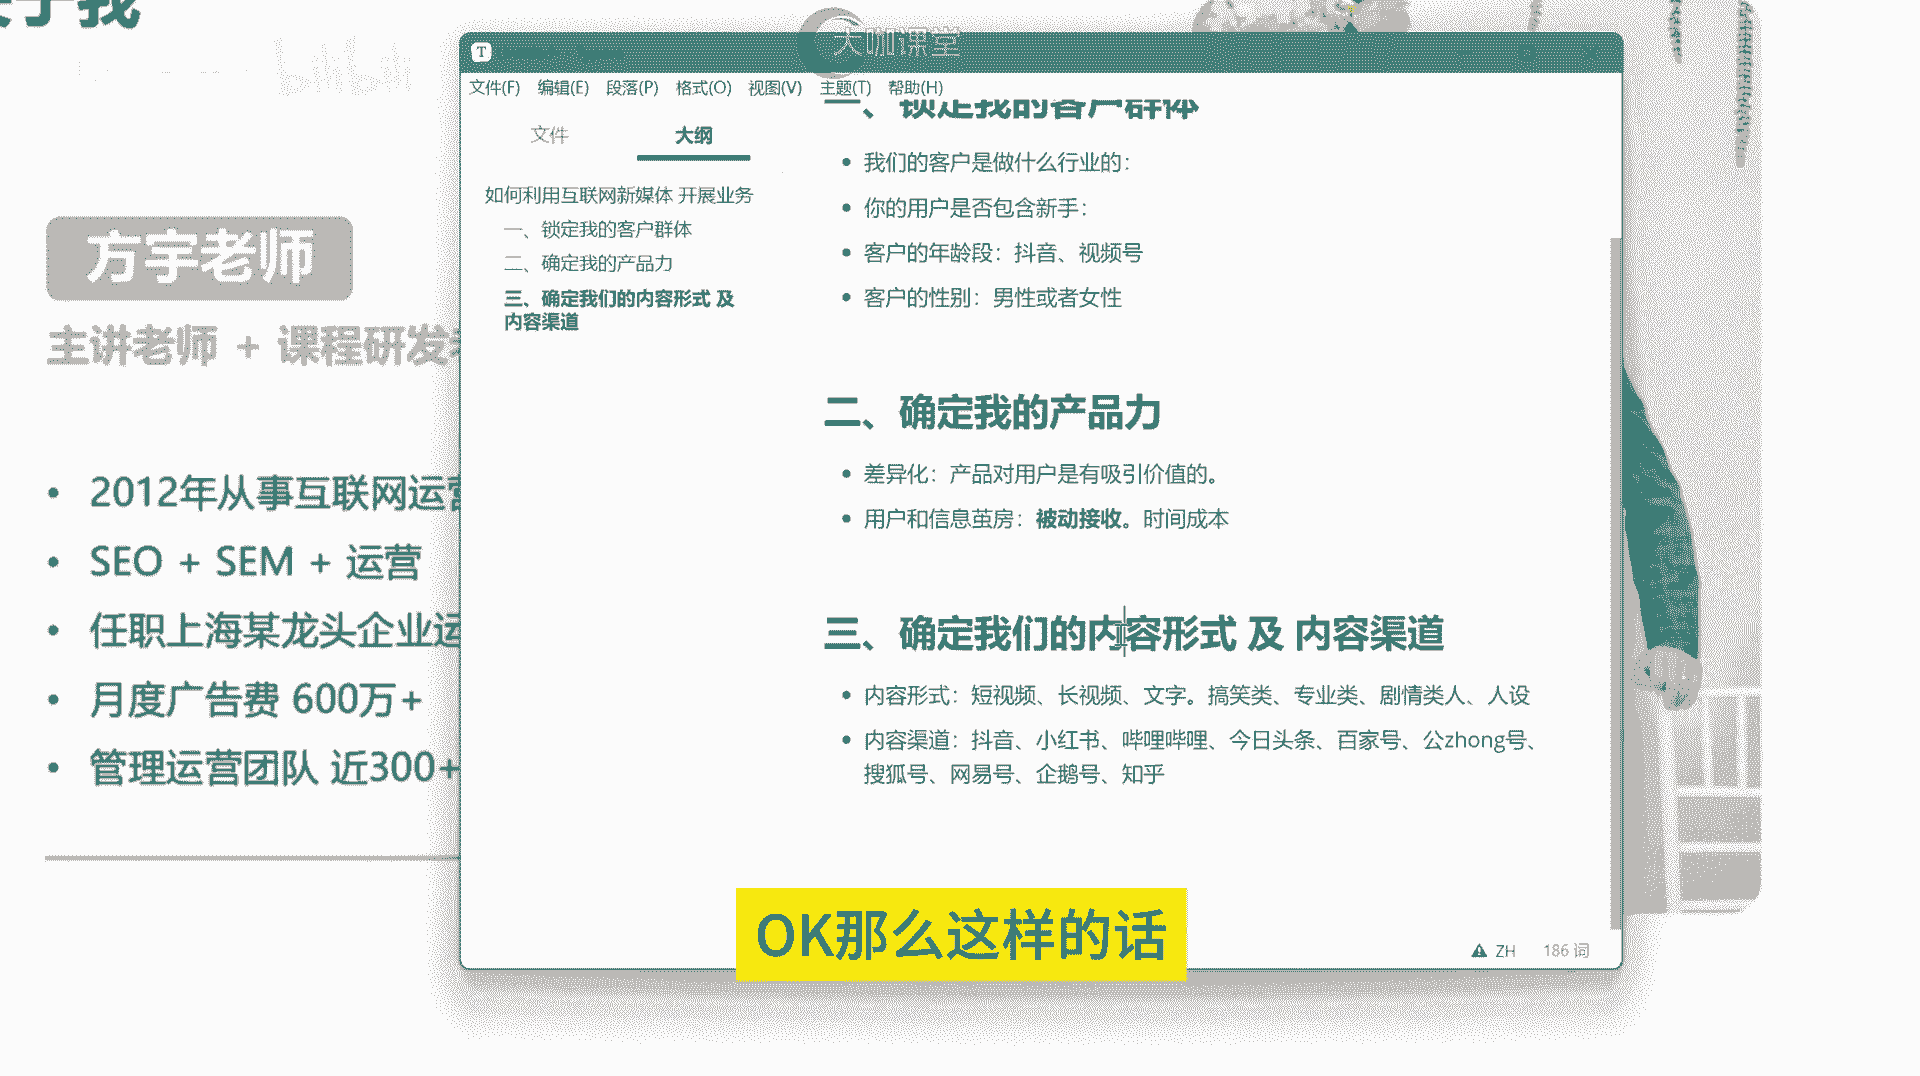 关于我
bilibili
大咖课堂
方宇老师
主讲老师 + 课程研发
2012年从事互联网运营
SEO + SEM + 运营
任职上海某龙头企业运
月度广告费 600万+
管理运营团队 近300+
T
文件(F) 编辑(E) 段落(P) 格式(O) 视图(V) 主题(T) 帮助(H)
文件 大纲
如何利用互联网新媒体 开展业务
一、锁定我的客户群体
二、确定我的产品力
三、确定我们的内容形式 及
内容渠道
一、锁定我的客户群体
我们的客户是做什么行业的：
你的用户是否包含新手：
客户的年龄段：抖音、视频号
客户的性别：男性或者女性
二、确定我的产品力
差异化：产品对用户是有吸引价值的。
用户和信息茧房：被动接收。时间成本
三、确定我们的内容形式 及 内容渠道
内容形式：短视频、长视频、文字。搞笑类、专业类、剧情类人、人设
内容渠道：抖音、小红书、哔哩哔哩、今日头条、百家号、公zhong号、
搜狐号、网易号、企鹅号、知乎
ZH 186 词
OK那么这样的话